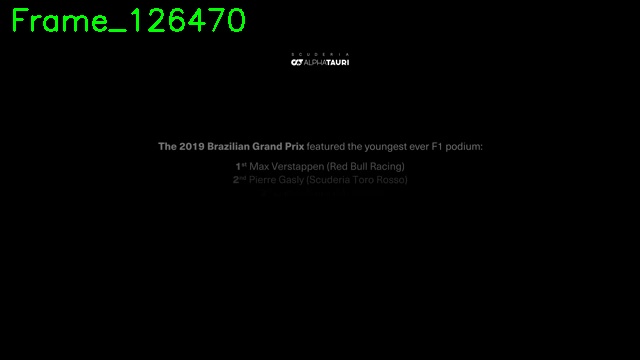 Frame_126470
SCUDERIA
ALPHATAURI
The 2019 Brazilian Grand Prix featured the youngest ever F1 podium:
1st Max Verstappen (Red Bull Racing)
2nd Pierre Gasly (Scuderia Toro Rosso)